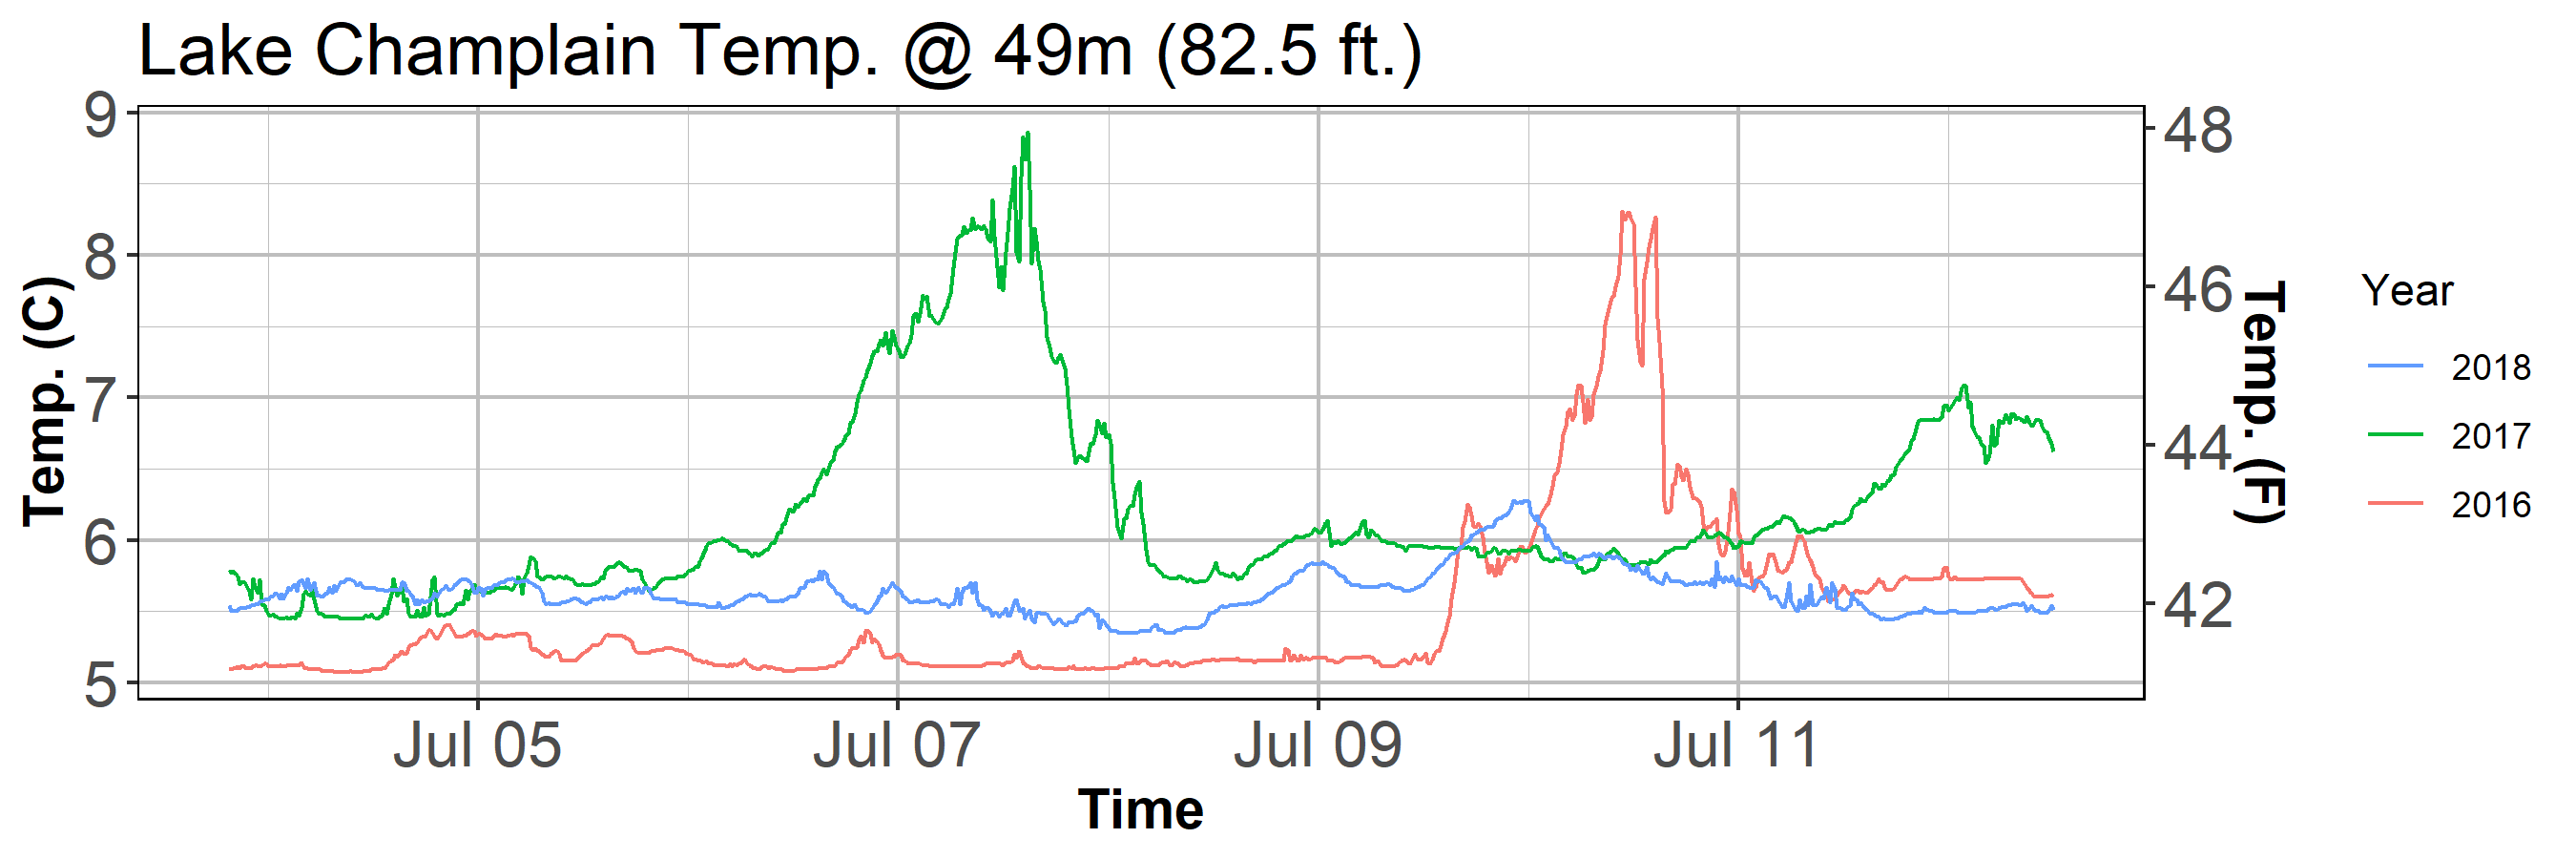 Lake Champlain Temp. @ 49m (82.5 ft.)
9
8
7
6
5
Temp. (C)
48
46
44
42
Temp. (F)
Jul 05 Jul 07 Jul 09 Jul 11
Time
Year
2018
2017
2016